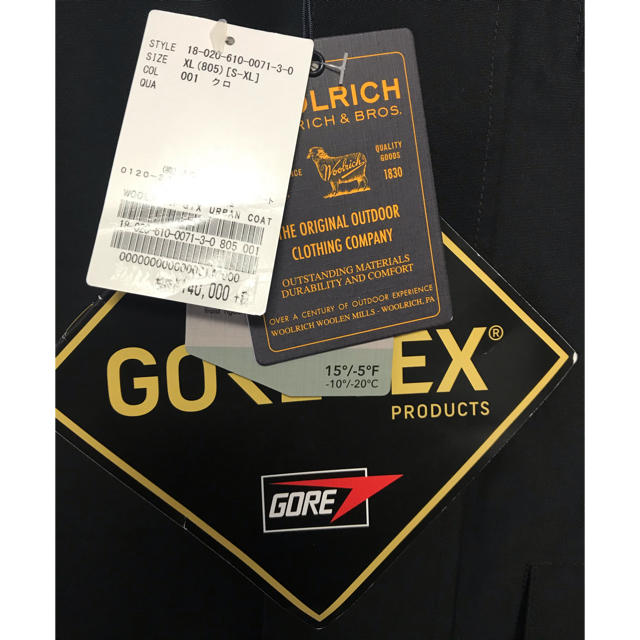 STYLE 18-020-610-0071-3-0
SIZE XL(805)[S-XL]
COL 001 クロ
QUA
GTX URBAN COAT
18-020-610-0071-3-0 805 001
140,000
OLRICH
RICH & BROS.
QUALITY
GOODS
Woolrich
1830
THE ORIGINAL OUTDOOR
CLOTHING COMPANY
OUTSTANDING MATERIALS
DURABILITY AND COMFORT
OVER A CENTURY OF OUTDOOR EXPERIENCE
WOOLRICH WOOLEN MILLS - WOOLRICH, PA
15°/-5°F
-10°/-20°C
GORE EX®
PRODUCTS
GORE